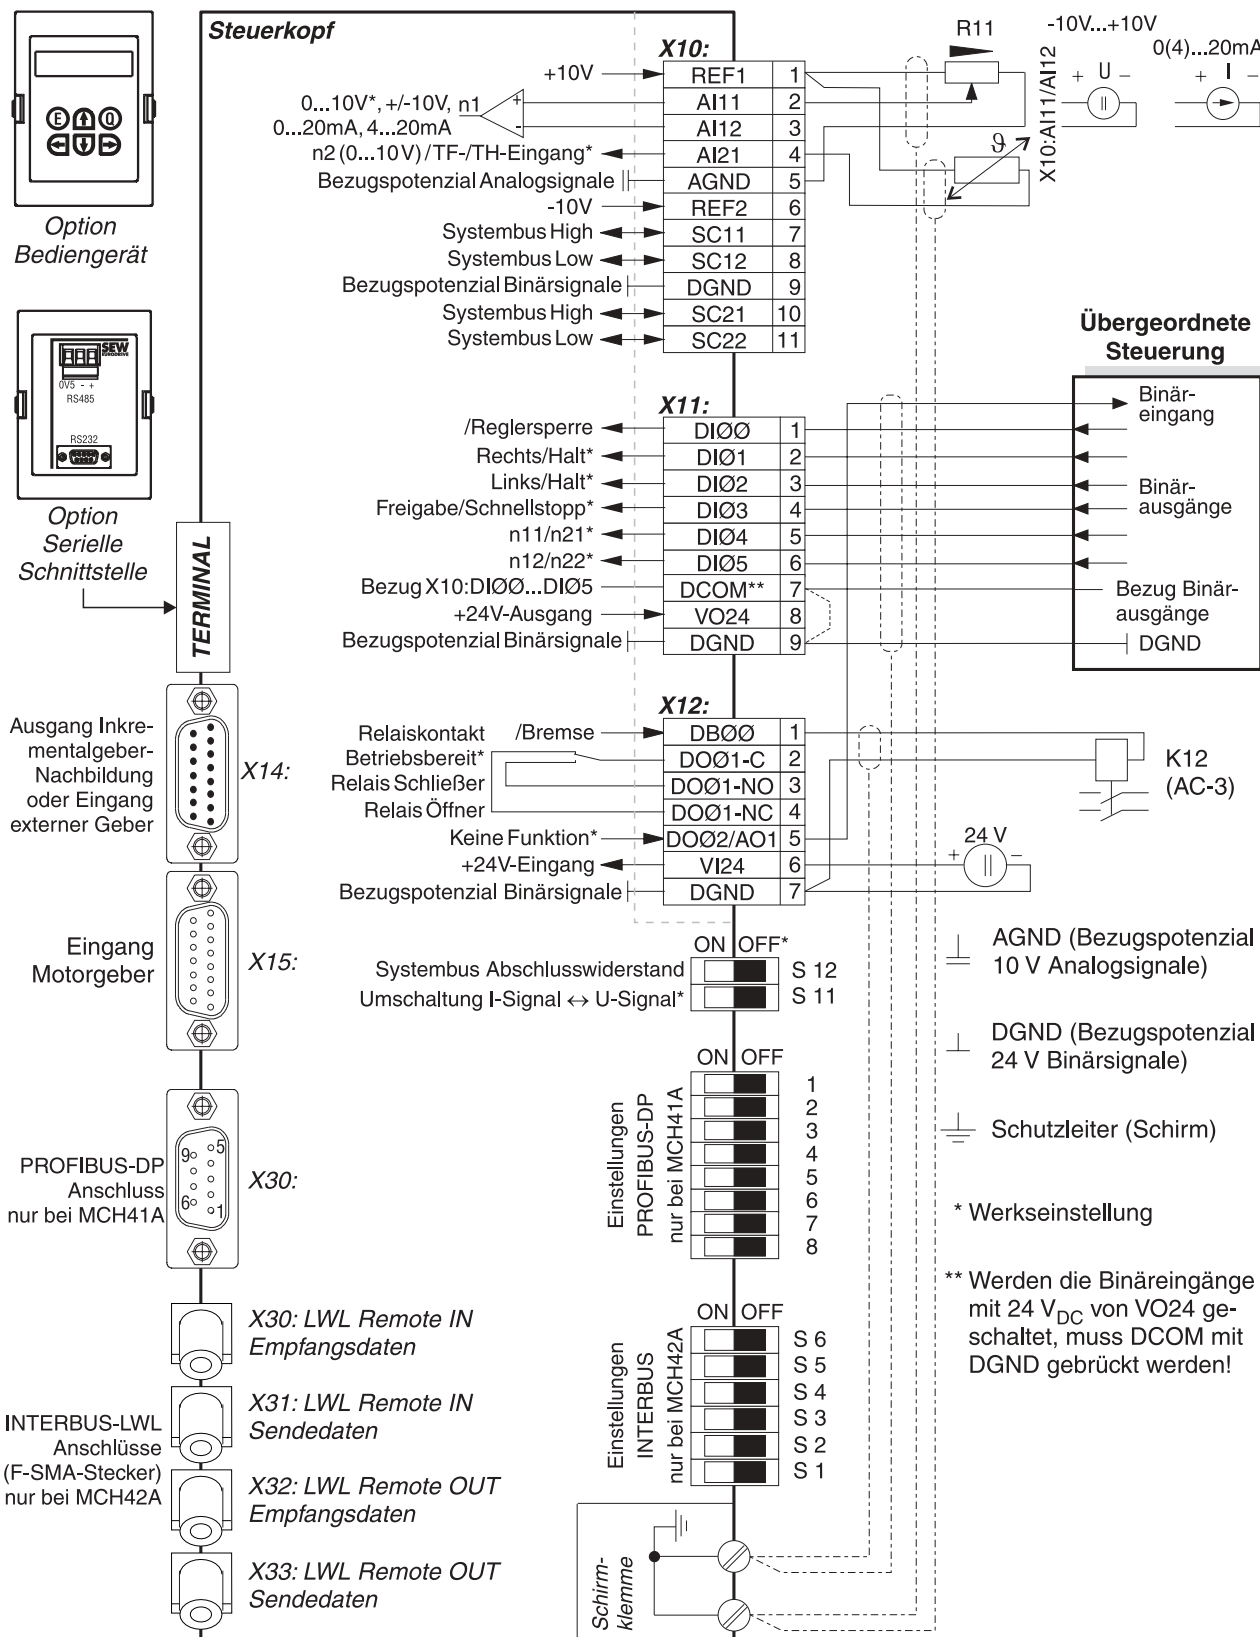 Steuerkopf
Option
Bediengerät
SEW
EURODRIVE
0V5 - +
RS485
RS232
Option
Serielle
Schnittstelle
TERMINAL
X10:
+10V REF1 1
0...10V*, +/-10V, n1 + AI11 2
0...20mA, 4...20mA - AI12 3
n2 (0...10V) /TF-/TH-Eingang* AI21 4
Bezugspotenzial Analogsignale AGND 5
-10V REF2 6
Systembus High SC11 7
Systembus Low SC12 8
Bezugspotenzial Binärsignale DGND 9
Systembus High SC21 10
Systembus Low SC22 11
R11
ϑ
X10:AI11/AI12
-10V...+10V
+ U -
0(4)...20mA
+ I -
X11:
/Reglersperre DIØØ 1
Rechts/Halt* DIØ1 2
Links/Halt* DIØ2 3
Freigabe/Schnellstopp* DIØ3 4
n11/n21* DIØ4 5
n12/n22* DIØ5 6
Bezug X10:DIØØ...DIØ5 DCOM** 7
+24V-Ausgang VO24 8
Bezugspotenzial Binärsignale DGND 9
Übergeordnete
Steuerung
Binär-
eingang
Binär-
ausgänge
Bezug Binär-
ausgänge
DGND
X12:
Relaiskontakt /Bremse DBØØ 1
Betriebsbereit* DOØ1-C 2
Relais Schließer DOØ1-NO 3
Relais Öffner DOØ1-NC 4
Keine Funktion* DOØ2/AO1 5
+24V-Eingang VI24 6
Bezugspotenzial Binärsignale DGND 7
K12
(AC-3)
24 V
+ -
Ausgang Inkre-
mentalgeber-
Nachbildung
oder Eingang
externer Geber
X14:
Eingang
Motorgeber
X15:
PROFIBUS-DP
Anschluss
nur bei MCH41A
9 5
6 1
X30:
INTERBUS-LWL
Anschlüsse
(F-SMA-Stecker)
nur bei MCH42A
X30: LWL Remote IN
Empfangsdaten
X31: LWL Remote IN
Sendedaten
X32: LWL Remote OUT
Empfangsdaten
X33: LWL Remote OUT
Sendedaten
ON OFF*
Systembus Abschlusswiderstand S 12
Umschaltung I-Signal ↔ U-Signal* S 11
ON OFF
Einstellungen
PROFIBUS-DP
nur bei MCH41A
1
2
3
4
5
6
7
8
ON OFF
Einstellungen
INTERBUS
nur bei MCH42A
S 6
S 5
S 4
S 3
S 2
S 1
Schirm-
klemme
AGND (Bezugspotenzial
10 V Analogsignale)
DGND (Bezugspotenzial
24 V Binärsignale)
Schutzleiter (Schirm)
* Werkseinstellung
** Werden die Binäreingänge
mit 24 VDC von VO24 ge-
schaltet, muss DCOM mit
DGND gebrückt werden!
E Q